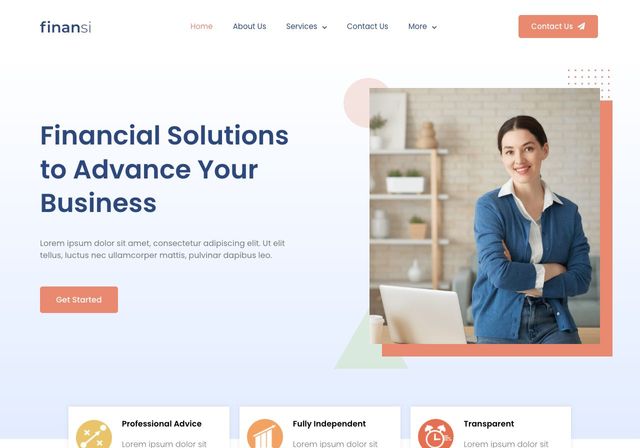 finansi
Home About Us Services Contact Us More
Contact Us
Financial Solutions
to Advance Your
Business
Lorem ipsum dolor sit amet, consectetur adipiscing elit. Ut elit
tellus, luctus nec ullamcorper mattis, pulvinar dapibus leo.
Get Started
Professional Advice
Lorem ipsum dolor sit
Fully Independent
Lorem ipsum dolor sit
Transparent
Lorem ipsum dolor sit